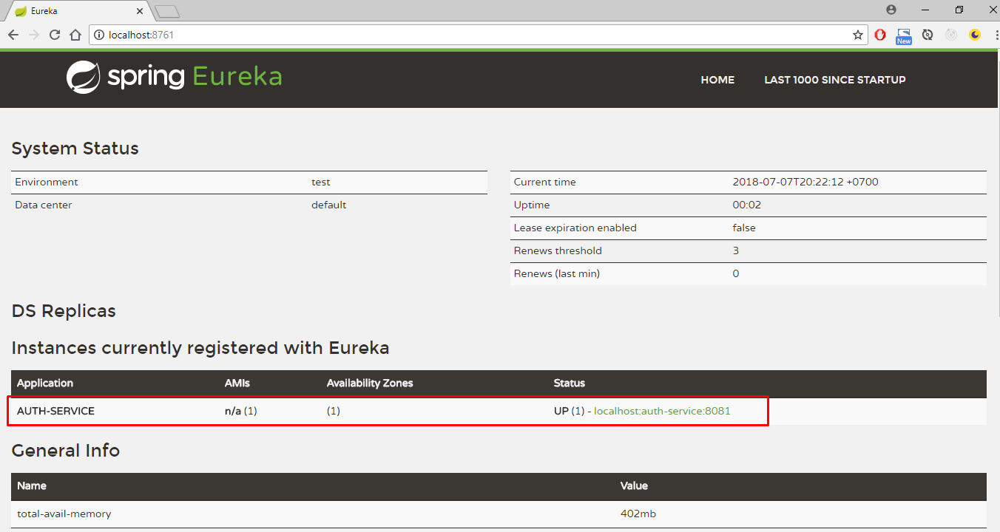 Eureka
localhost:8761
New
spring Eureka
HOME LAST 1000 SINCE STARTUP
System Status
Environment test
Data center default
Current time 2018-07-07T20:22:12 +0700
Uptime 00:02
Lease expiration enabled false
Renews threshold 3
Renews (last min) 0
DS Replicas
Instances currently registered with Eureka
Application AMIs Availability Zones Status
AUTH-SERVICE n/a (1) (1) UP (1) - localhost:auth-service:8081
General Info
Name Value
total-avail-memory 402mb